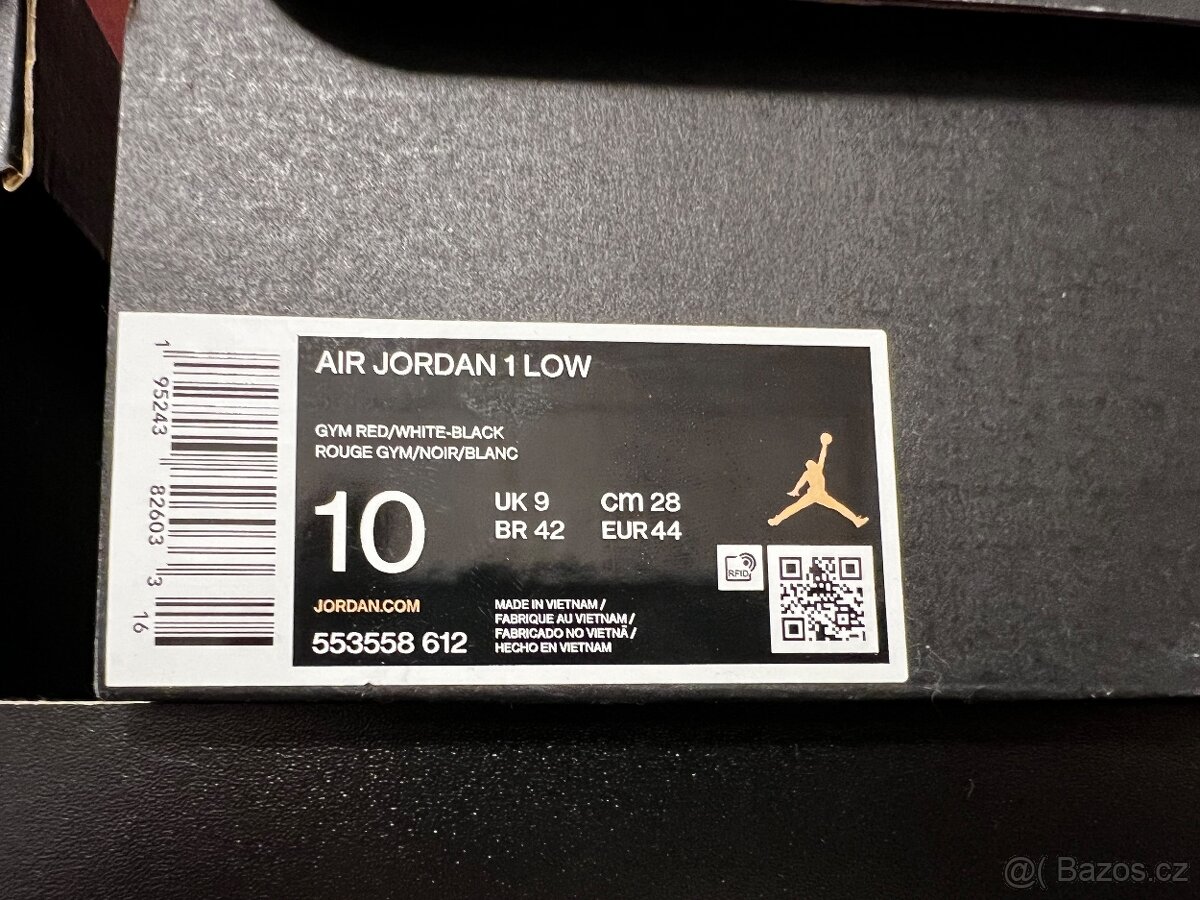 AIR JORDAN 1 LOW
GYM RED/WHITE-BLACK
ROUGE GYM/NOIR/BLANC
10
UK 9
CM 28
BR 42
EUR 44
JORDAN.COM
553558 612
MADE IN VIETNAM /
FABRIQUE AU VIETNAM /
FABRICADO NO VIETNÃ /
HECHO EN VIETNAM
RFID
1 95243 82603 3 16
@( Bazos.cz